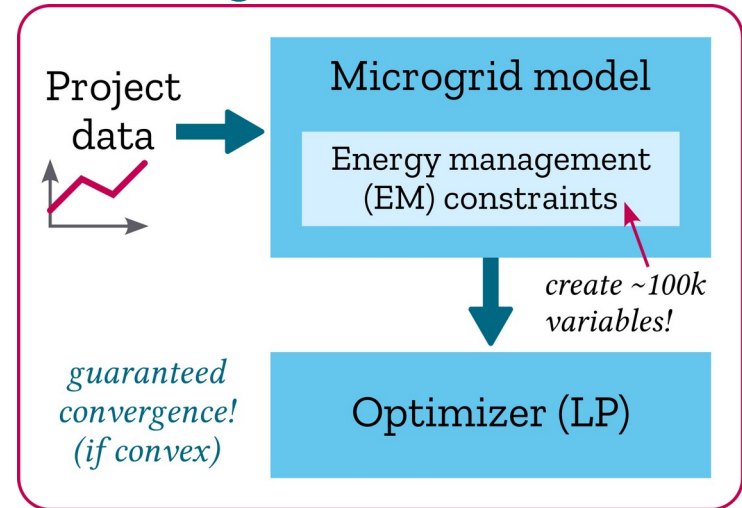 Project
data
Microgrid model
Energy management
(EM) constraints
create ~100k
variables!
guaranteed
convergence!
(if convex)
Optimizer (LP)